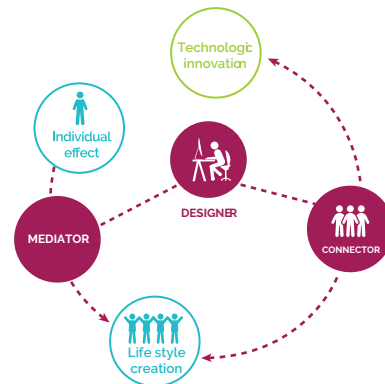 Technologic
innovation
Individual
effect
DESIGNER
MEDIATOR
CONNECTOR
Life style
creation